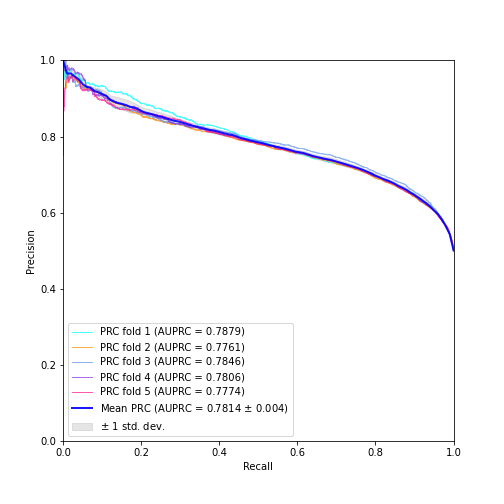 1.0
0.8
0.6
0.4
0.2
0.0
Precision
PRC fold 1 (AUPRC = 0.7879)
PRC fold 2 (AUPRC = 0.7761)
PRC fold 3 (AUPRC = 0.7846)
PRC fold 4 (AUPRC = 0.7806)
PRC fold 5 (AUPRC = 0.7774)
Mean PRC (AUPRC = 0.7814 ± 0.004)
± 1 std. dev.
0.0 0.2 0.4 0.6 0.8 1.0
Recall